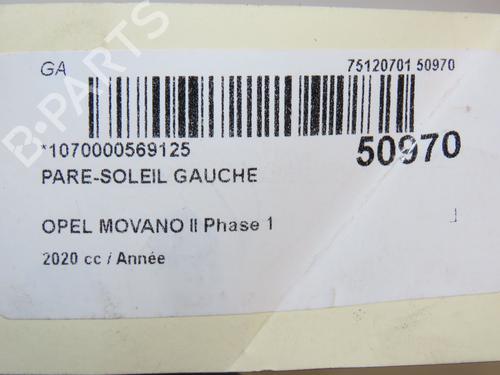 GA 75120701 50970
*1070000569125 50970
PARE-SOLEIL GAUCHE
OPEL MOVANO II Phase 1
2020 cc / Année
B-PARTS